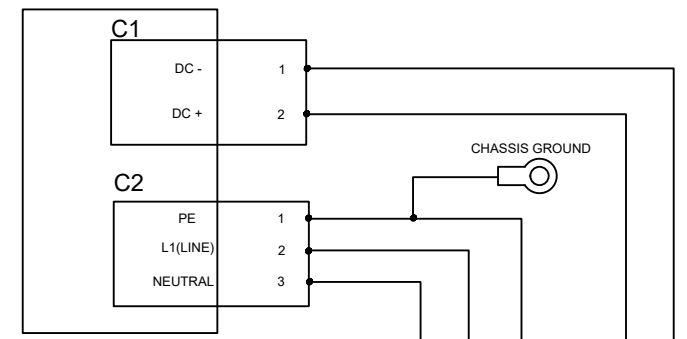 C1
DC - 1
DC + 2
CHASSIS GROUND
C2
PE 1
L1(LINE) 2
NEUTRAL 3